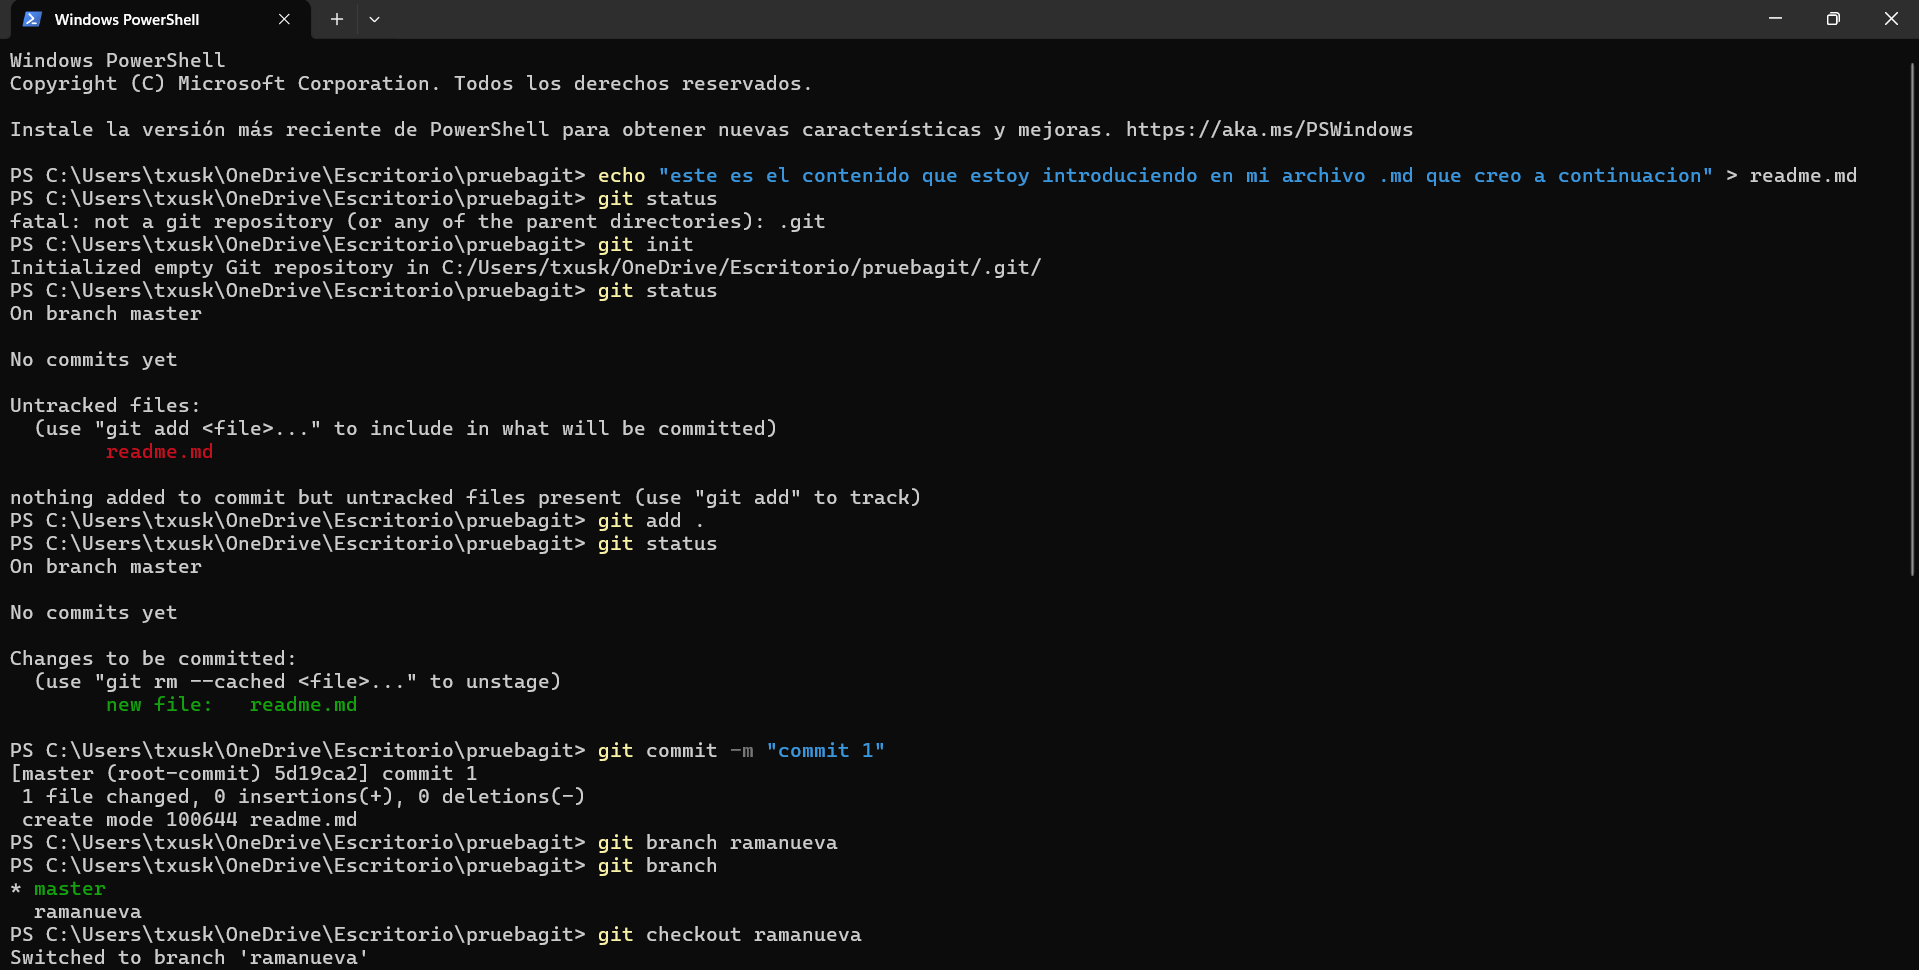 Windows PowerShell
Windows PowerShell
Copyright (C) Microsoft Corporation. Todos los derechos reservados.
Instale la versión más reciente de PowerShell para obtener nuevas características y mejoras. https://aka.ms/PSWindows
PS C:\Users\txusk\OneDrive\Escritorio\pruebagit> echo "este es el contenido que estoy introduciendo en mi archivo .md que creo a continuacion" > readme.md
PS C:\Users\txusk\OneDrive\Escritorio\pruebagit> git status
fatal: not a git repository (or any of the parent directories): .git
PS C:\Users\txusk\OneDrive\Escritorio\pruebagit> git init
Initialized empty Git repository in C:/Users/txusk/OneDrive/Escritorio/pruebagit/.git/
PS C:\Users\txusk\OneDrive\Escritorio\pruebagit> git status
On branch master
No commits yet
Untracked files:
  (use "git add <file>..." to include in what will be committed)
        readme.md
nothing added to commit but untracked files present (use "git add" to track)
PS C:\Users\txusk\OneDrive\Escritorio\pruebagit> git add .
PS C:\Users\txusk\OneDrive\Escritorio\pruebagit> git status
On branch master
No commits yet
Changes to be committed:
  (use "git rm --cached <file>..." to unstage)
        new file:   readme.md
PS C:\Users\txusk\OneDrive\Escritorio\pruebagit> git commit -m "commit 1"
[master (root-commit) 5d19ca2] commit 1
 1 file changed, 0 insertions(+), 0 deletions(-)
 create mode 100644 readme.md
PS C:\Users\txusk\OneDrive\Escritorio\pruebagit> git branch ramanueva
PS C:\Users\txusk\OneDrive\Escritorio\pruebagit> git branch
* master
  ramanueva
PS C:\Users\txusk\OneDrive\Escritorio\pruebagit> git checkout ramanueva
Switched to branch 'ramanueva'